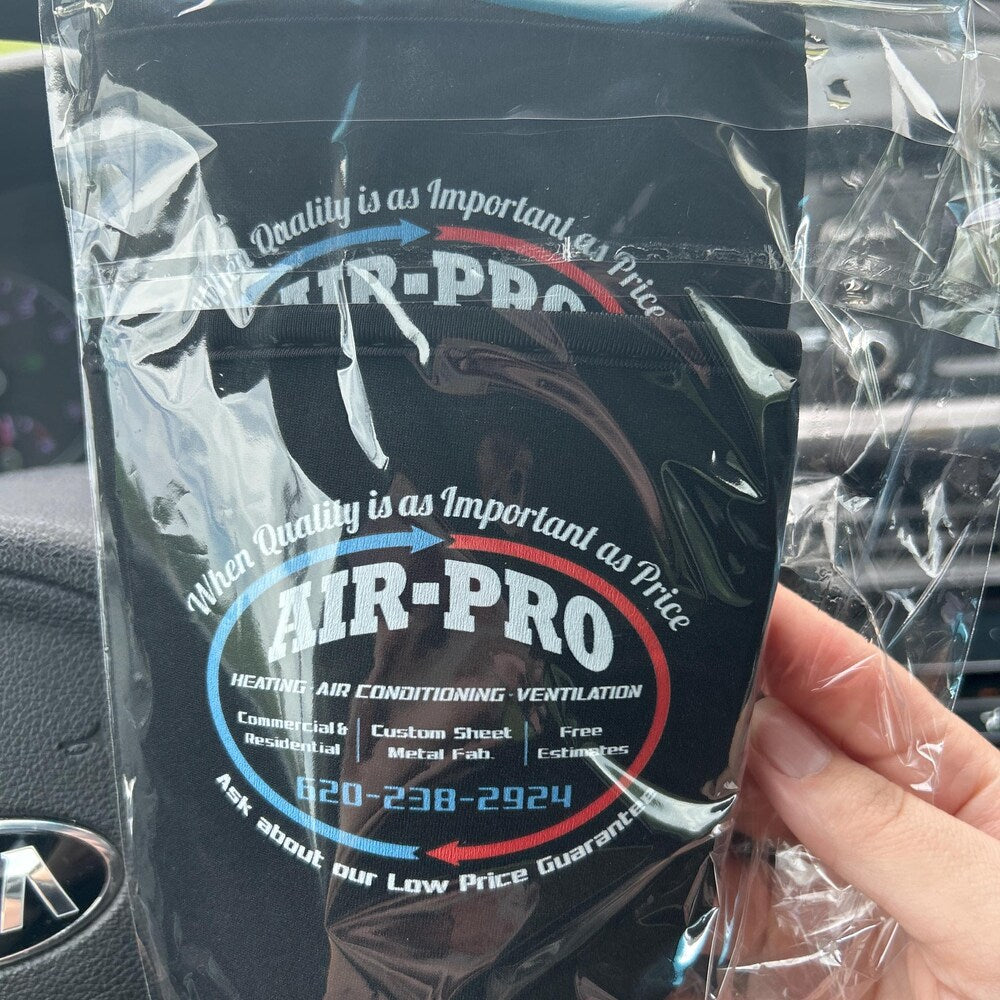 When Quality is as Important as Price
AIR-PRO
When Quality is as Important as Price
AIR-PRO
HEATING · AIR CONDITIONING · VENTILATION
Commercial &
Residential
Custom Sheet
Metal Fab.
Free
Estimates
620-238-2924
Ask about our Low Price Guarantee